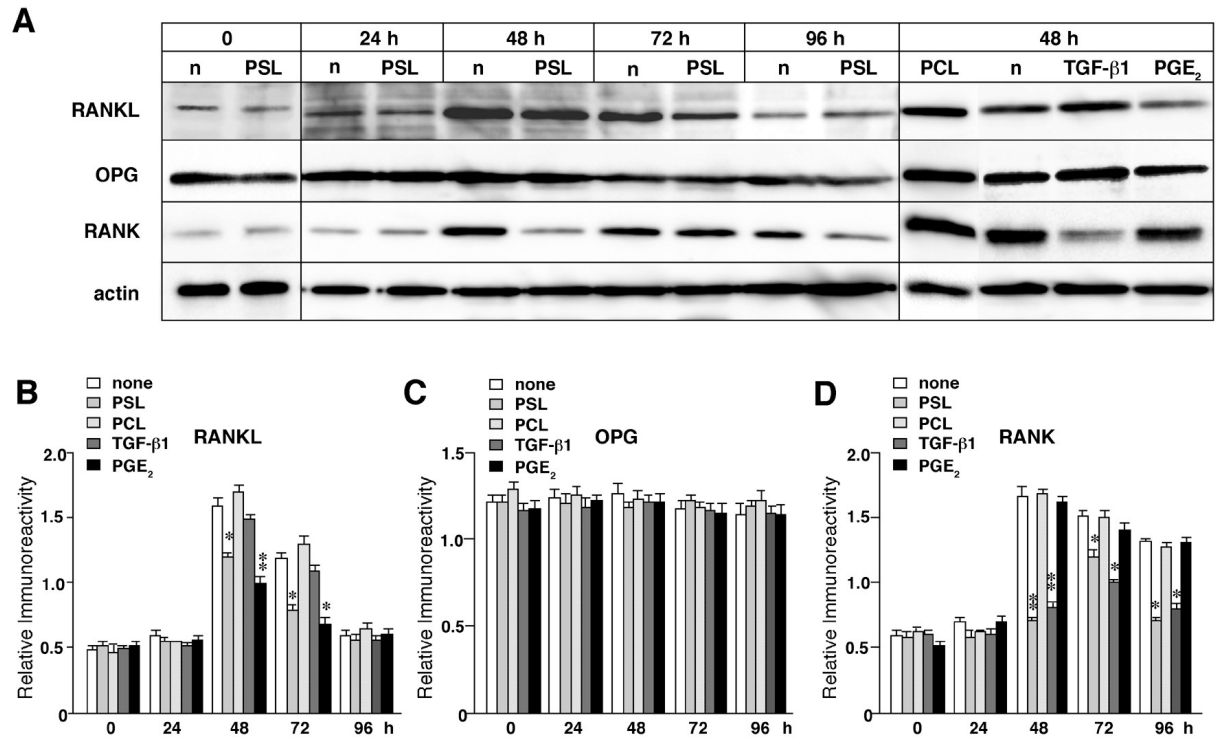 A
0 24 h 48 h 72 h 96 h 48 h
n PSL n PSL n PSL n PSL n PSL PCL n TGF-β1 PGE₂
RANKL
OPG
RANK
actin
B
none
PSL
PCL
TGF-β1
PGE₂
RANKL
Relative Immunoreactivity
2.0
1.5
1.0
0.5
0
* ** * *
0 24 48 72 96 h
C
none
PSL
PCL
TGF-β1
PGE₂
OPG
Relative Immunoreactivity
1.5
1.0
0.5
0
0 24 48 72 96 h
D
none
PSL
PCL
TGF-β1
PGE₂
RANK
Relative Immunoreactivity
2.0
1.5
1.0
0.5
0
** ** * * * *
0 24 48 72 96 h